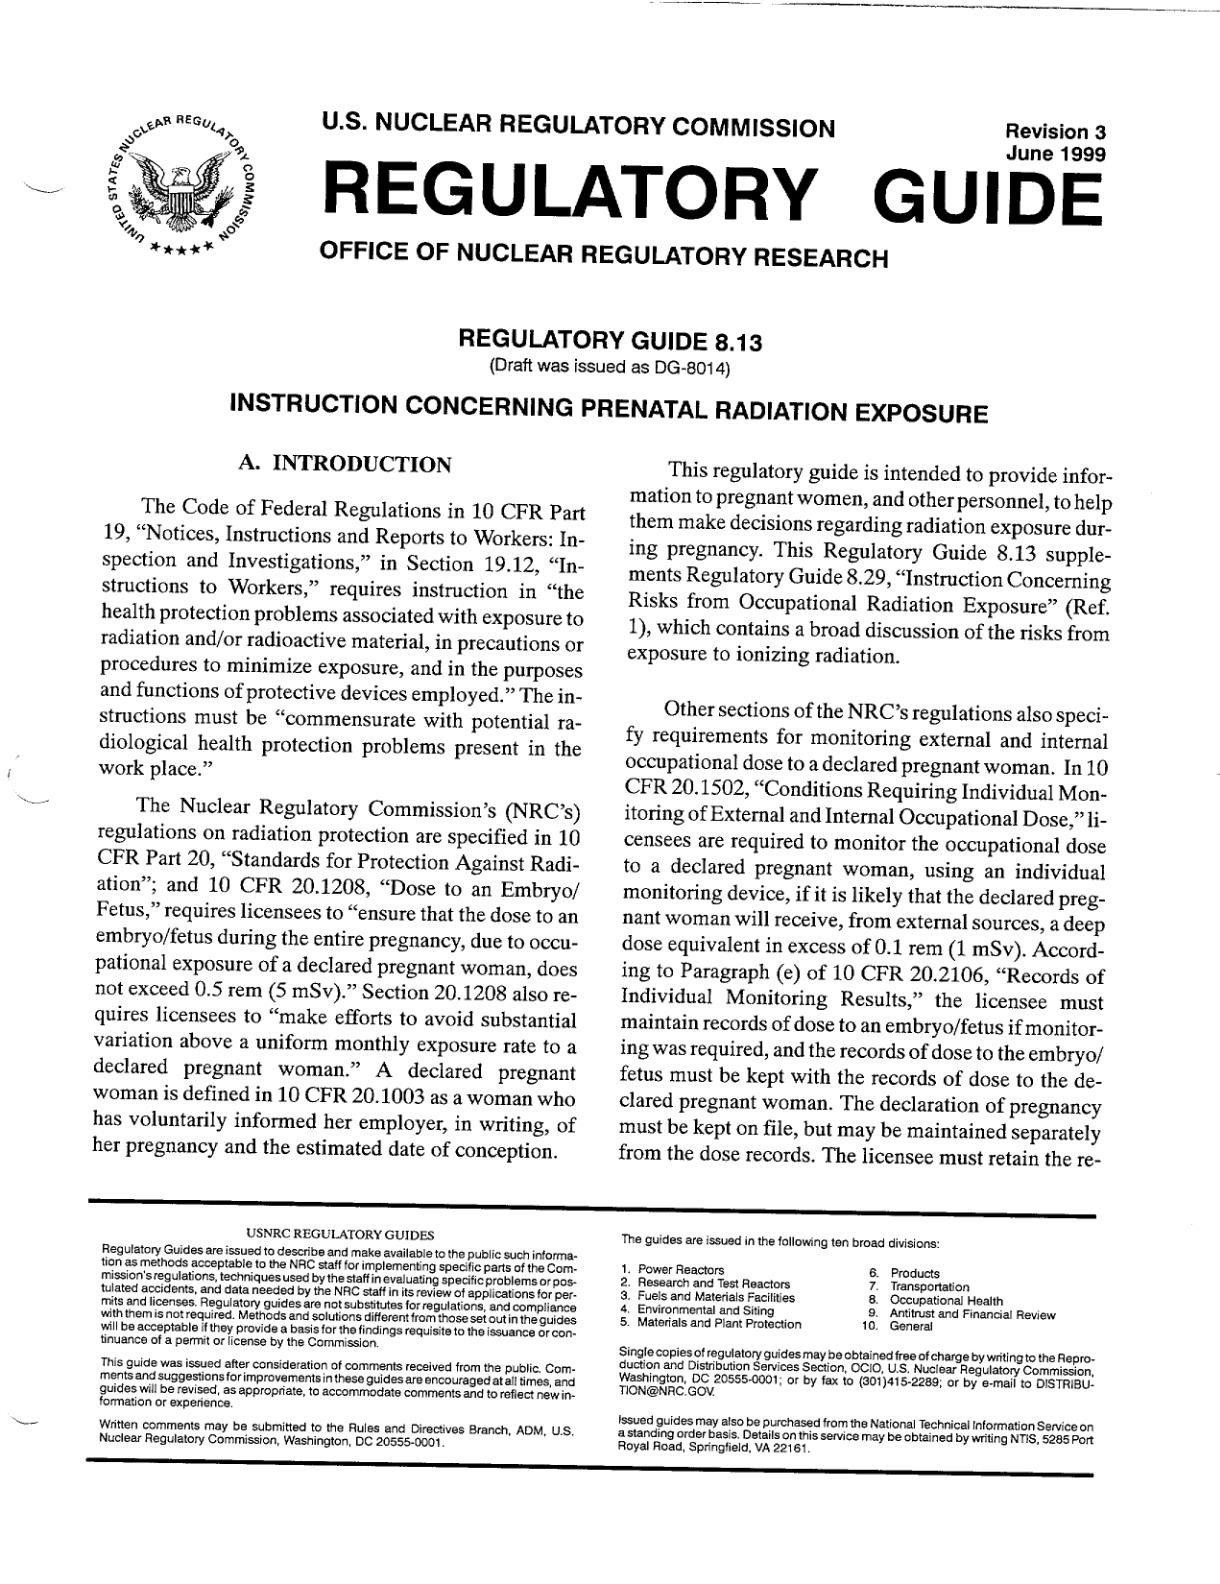 UNITED STATES NUCLEAR REGULATORY COMMISSION
U.S. NUCLEAR REGULATORY COMMISSION
Revision 3
June 1999
REGULATORY GUIDE
OFFICE OF NUCLEAR REGULATORY RESEARCH
REGULATORY GUIDE 8.13
(Draft was issued as DG-8014)
INSTRUCTION CONCERNING PRENATAL RADIATION EXPOSURE
A. INTRODUCTION
The Code of Federal Regulations in 10 CFR Part
19, “Notices, Instructions and Reports to Workers: In-
spection and Investigations,” in Section 19.12, “In-
structions to Workers,” requires instruction in “the
health protection problems associated with exposure to
radiation and/or radioactive material, in precautions or
procedures to minimize exposure, and in the purposes
and functions of protective devices employed.” The in-
structions must be “commensurate with potential ra-
diological health protection problems present in the
work place.”
The Nuclear Regulatory Commission’s (NRC’s)
regulations on radiation protection are specified in 10
CFR Part 20, “Standards for Protection Against Radi-
ation”; and 10 CFR 20.1208, “Dose to an Embryo/
Fetus,” requires licensees to “ensure that the dose to an
embryo/fetus during the entire pregnancy, due to occu-
pational exposure of a declared pregnant woman, does
not exceed 0.5 rem (5 mSv).” Section 20.1208 also re-
quires licensees to “make efforts to avoid substantial
variation above a uniform monthly exposure rate to a
declared pregnant woman.” A declared pregnant
woman is defined in 10 CFR 20.1003 as a woman who
has voluntarily informed her employer, in writing, of
her pregnancy and the estimated date of conception.
This regulatory guide is intended to provide infor-
mation to pregnant women, and other personnel, to help
them make decisions regarding radiation exposure dur-
ing pregnancy. This Regulatory Guide 8.13 supple-
ments Regulatory Guide 8.29, “Instruction Concerning
Risks from Occupational Radiation Exposure” (Ref.
1), which contains a broad discussion of the risks from
exposure to ionizing radiation.
Other sections of the NRC’s regulations also speci-
fy requirements for monitoring external and internal
occupational dose to a declared pregnant woman. In 10
CFR 20.1502, “Conditions Requiring Individual Mon-
itoring of External and Internal Occupational Dose,” li-
censees are required to monitor the occupational dose
to a declared pregnant woman, using an individual
monitoring device, if it is likely that the declared preg-
nant woman will receive, from external sources, a deep
dose equivalent in excess of 0.1 rem (1 mSv). Accord-
ing to Paragraph (e) of 10 CFR 20.2106, “Records of
Individual Monitoring Results,” the licensee must
maintain records of dose to an embryo/fetus if monitor-
ing was required, and the records of dose to the embryo/
fetus must be kept with the records of dose to the de-
clared pregnant woman. The declaration of pregnancy
must be kept on file, but may be maintained separately
from the dose records. The licensee must retain the re-
USNRC REGULATORY GUIDES
Regulatory Guides are issued to describe and make available to the public such informa-
tion as methods acceptable to the NRC staff for implementing specific parts of the Com-
mission's regulations, techniques used by the staff in evaluating specific problems or pos-
tulated accidents, and data needed by the NRC staff in its review of applications for per-
mits and licenses. Regulatory guides are not substitutes for regulations, and compliance
with them is not required. Methods and solutions different from those set out in the guides
will be acceptable if they provide a basis for the findings requisite to the issuance or con-
tinuance of a permit or license by the Commission.
This guide was issued after consideration of comments received from the public. Com-
ments and suggestions for improvements in these guides are encouraged at all times, and
guides will be revised, as appropriate, to accommodate comments and to reflect new in-
formation or experience.
Written comments may be submitted to the Rules and Directives Branch, ADM, U.S.
Nuclear Regulatory Commission, Washington, DC 20555-0001.
The guides are issued in the following ten broad divisions:
1. Power Reactors
2. Research and Test Reactors
3. Fuels and Materials Facilities
4. Environmental and Siting
5. Materials and Plant Protection
6. Products
7. Transportation
8. Occupational Health
9. Antitrust and Financial Review
10. General
Single copies of regulatory guides may be obtained free of charge by writing to the Repro-
duction and Distribution Services Section, OCIO, U.S. Nuclear Regulatory Commission,
Washington, DC 20555-0001; or by fax to (301)415-2289; or by e-mail to DISTRIBU-
TION@NRC.GOV.
Issued guides may also be purchased from the National Technical Information Service on
a standing order basis. Details on this service may be obtained by writing NTIS, 5285 Port
Royal Road, Springfield, VA 22161.